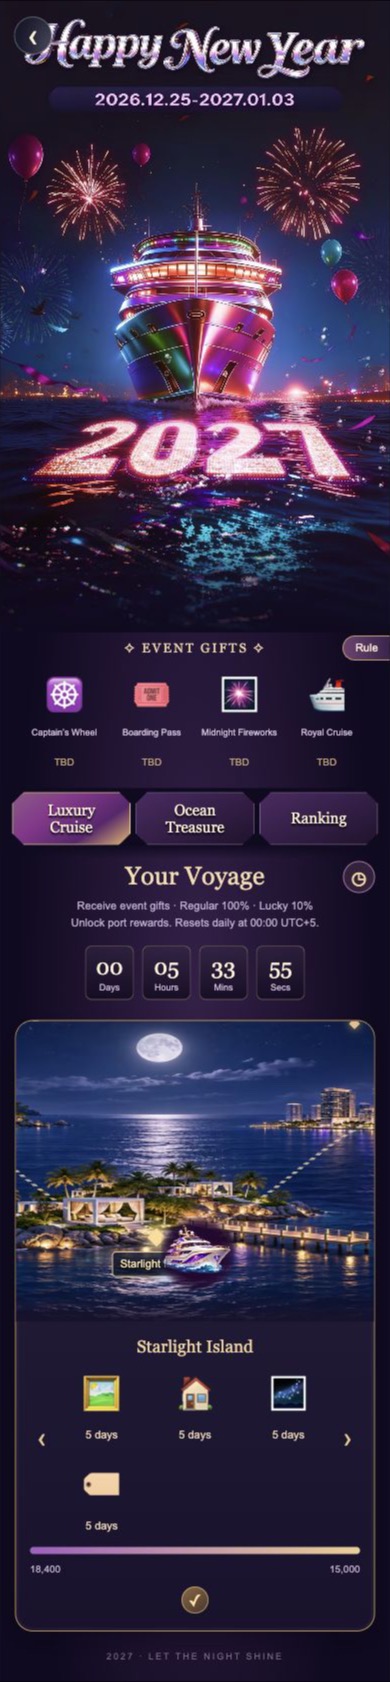 Happy New Year
2026.12.25-2027.01.03
2027
✧ EVENT GIFTS ✧
Rule
ADMIT ONE
Captain's Wheel Boarding Pass Midnight Fireworks Royal Cruise
TBD TBD TBD TBD
Luxury Cruise
Ocean Treasure
Ranking
Your Voyage
Receive event gifts · Regular 100% · Lucky 10%
Unlock port rewards. Resets daily at 00:00 UTC+5.
00 05 33 55
Days Hours Mins Secs
Starlight
Starlight Island
5 days 5 days 5 days
5 days
18,400 15,000
2027 · LET THE NIGHT SHINE